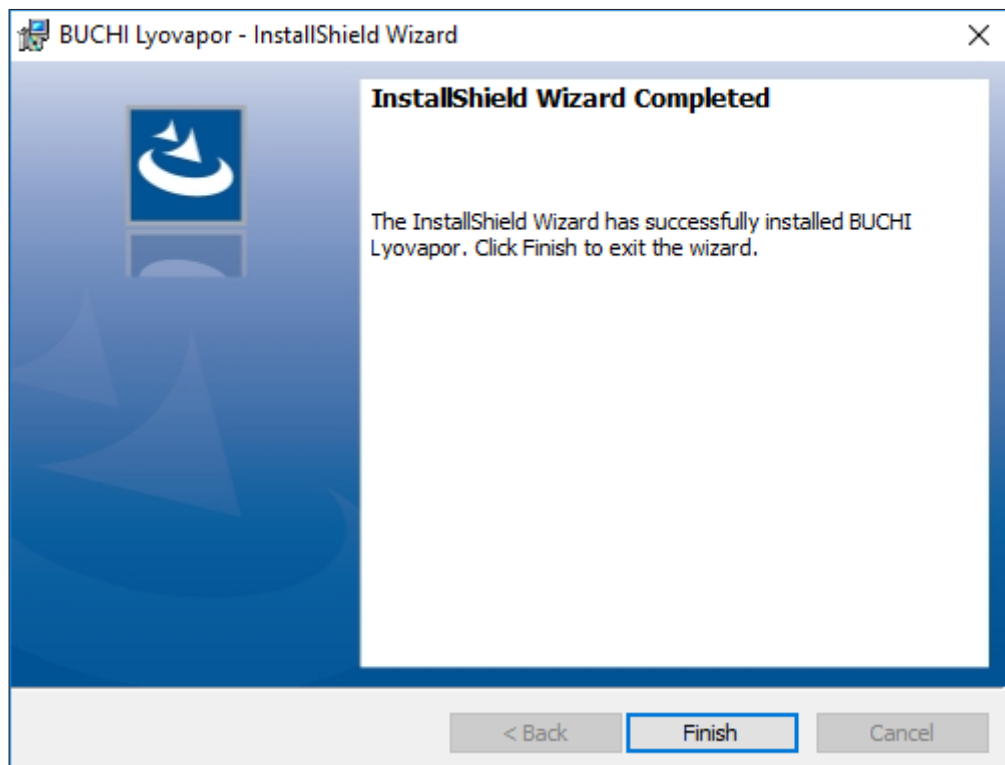 BUCHI Lyovapor - InstallShield Wizard
InstallShield Wizard Completed
The InstallShield Wizard has successfully installed BUCHI
Lyovapor. Click Finish to exit the wizard.
< Back
Finish
Cancel